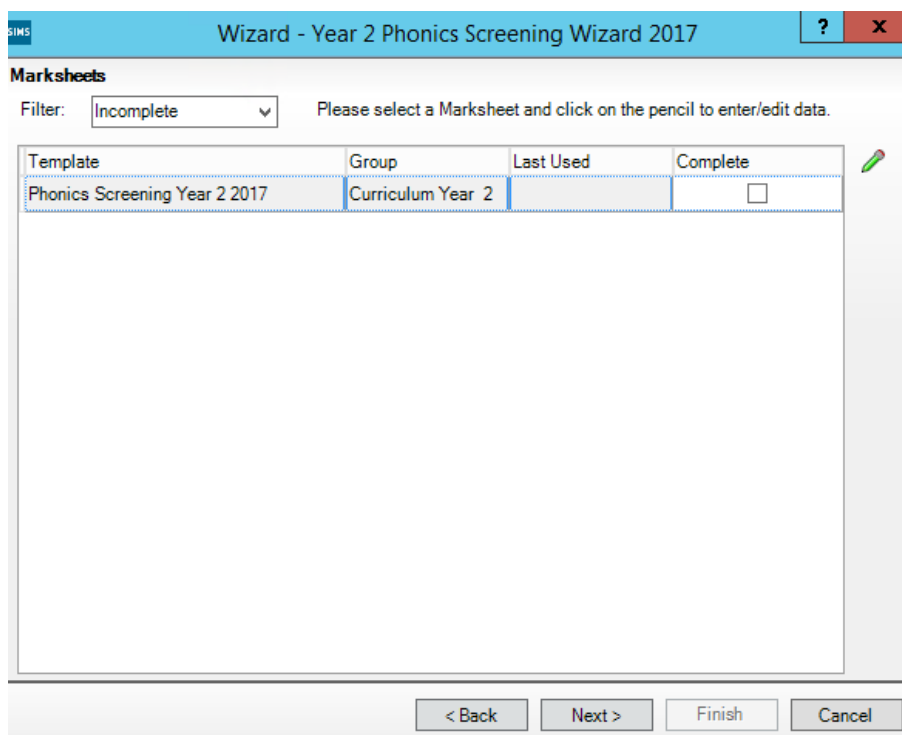 SIMS
Wizard - Year 2 Phonics Screening Wizard 2017
?
x
Marksheets
Filter: Incomplete Please select a Marksheet and click on the pencil to enter/edit data.
Template Group Last Used Complete
Phonics Screening Year 2 2017 Curriculum Year 2
< Back Next > Finish Cancel